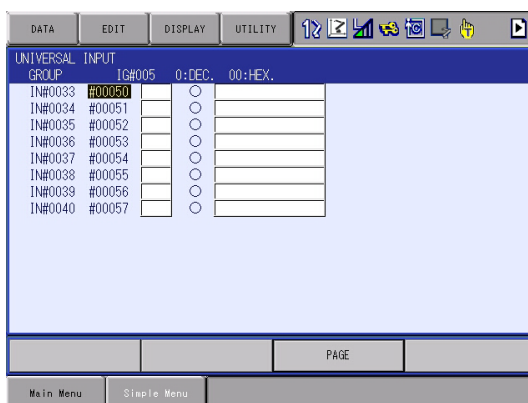 DATA EDIT DISPLAY UTILITY
UNIVERSAL INPUT
GROUP IG#005 0:DEC. 00:HEX.
IN#0033 #00050
IN#0034 #00051
IN#0035 #00052
IN#0036 #00053
IN#0037 #00054
IN#0038 #00055
IN#0039 #00056
IN#0040 #00057
PAGE
Main Menu Simple Menu